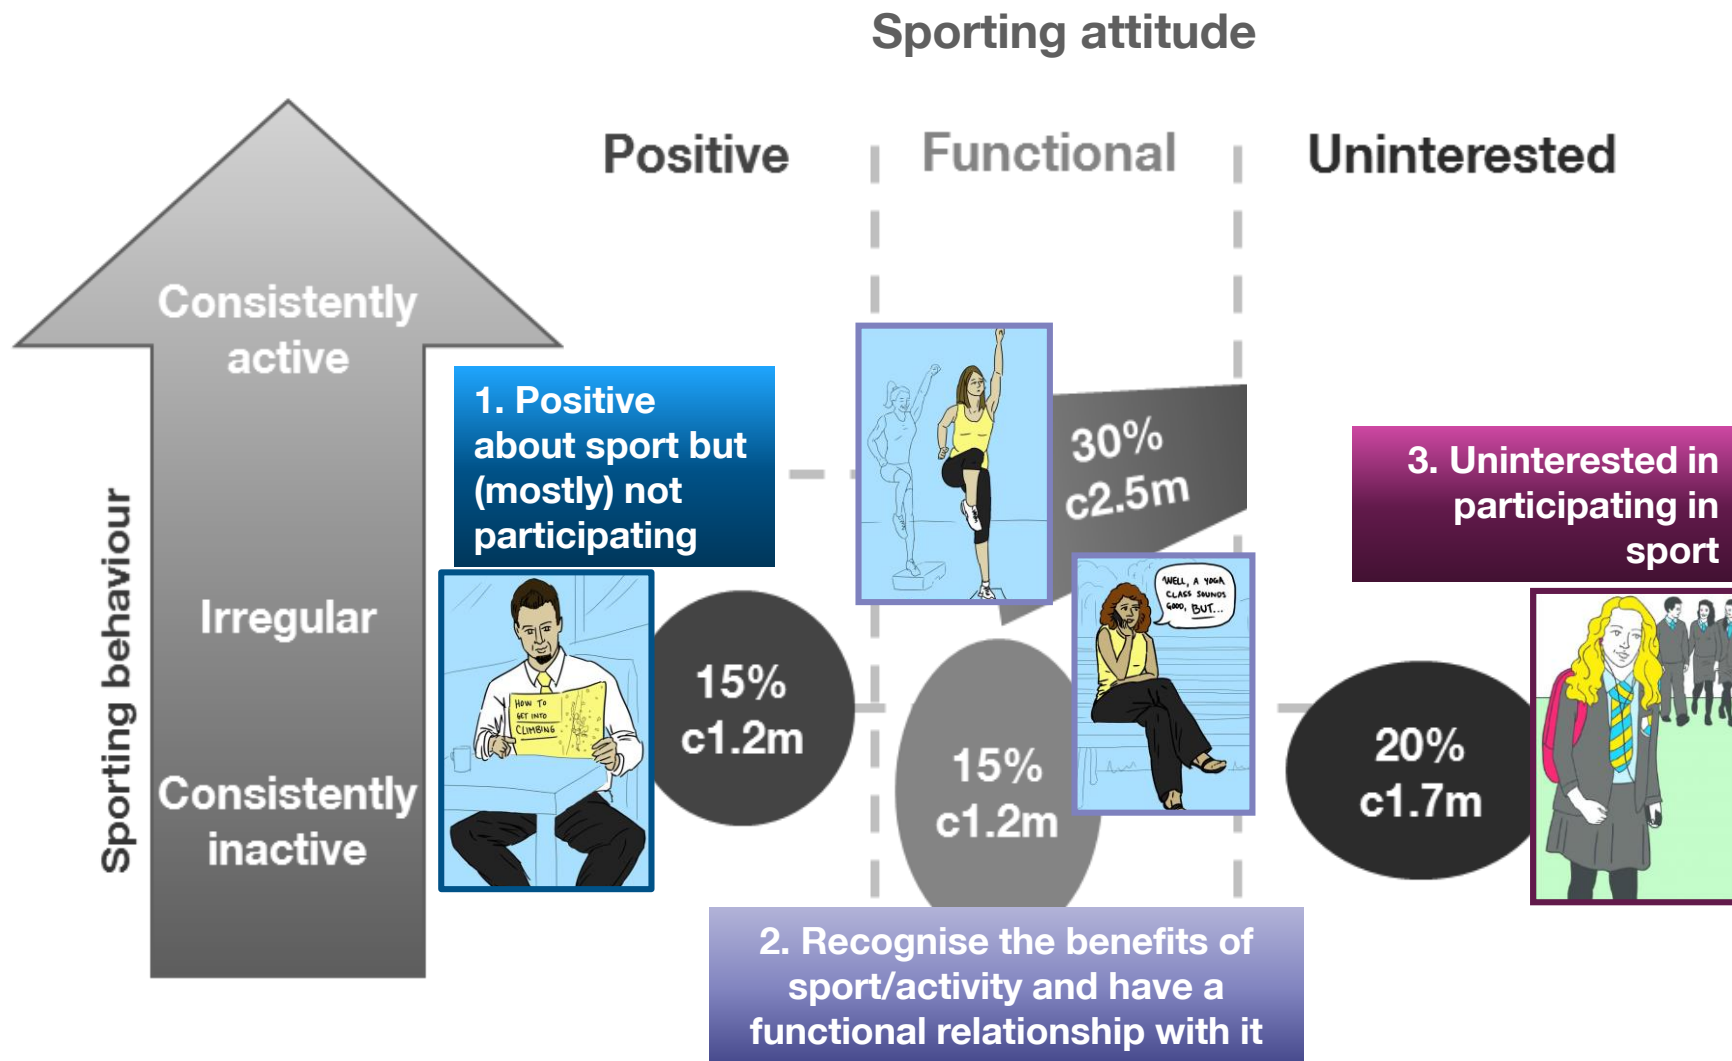 Sporting attitude
Positive
Functional
Uninterested
Sporting behaviour
Consistently
active
Irregular
Consistently
inactive
1. Positive
about sport but
(mostly) not
participating
HOW TO
GET INTO
CLIMBING
15%
c1.2m
30%
c2.5m
WELL, A YOGA
CLASS SOUNDS
GOOD, BUT...
15%
c1.2m
2. Recognise the benefits of
sport/activity and have a
functional relationship with it
3. Uninterested in
participating in
sport
20%
c1.7m